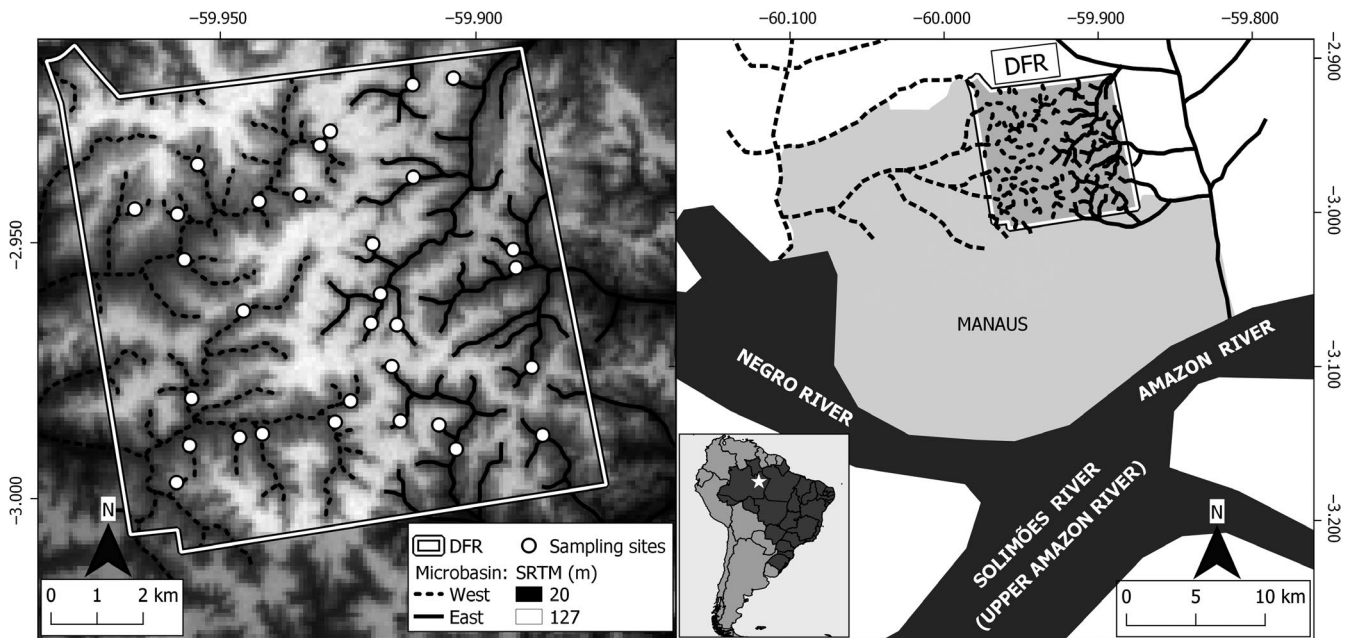 −59.950
−59.900
−2.950
−3.000
N
0 1 2 km
DFR
Sampling sites
Microbasin:
SRTM (m)
West
20
East
127
−60.100
−60.000
−59.900
−59.800
−2.900
−3.000
−3.100
−3.200
DFR
MANAUS
NEGRO RIVER
AMAZON RIVER
SOLIMÕES RIVER
(UPPER AMAZON RIVER)
N
0 5 10 km